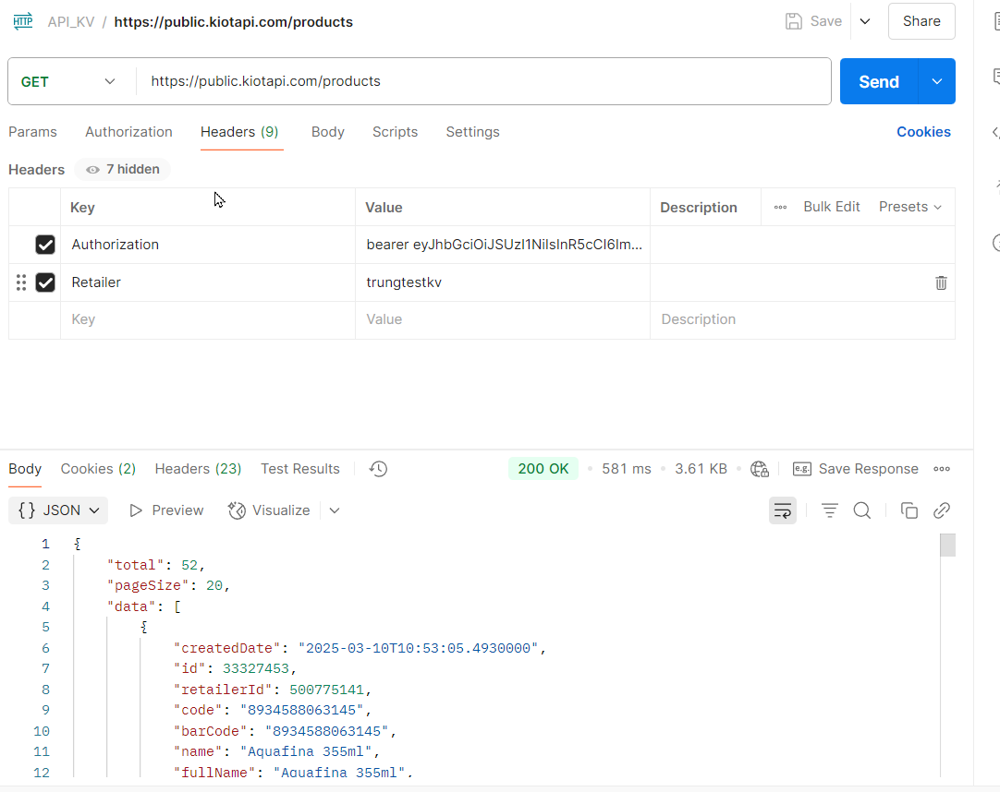 HTTP API_KV / https://public.kiotapi.com/products Save Share
GET https://public.kiotapi.com/products Send
Params Authorization Headers (9) Body Scripts Settings Cookies
Headers 7 hidden
Key Value Description Bulk Edit Presets
Authorization bearer eyJhbGciOiJSUzI1NiIsInR5cCI6Im...
Retailer trungtestkv
Key Value Description
Body Cookies (2) Headers (23) Test Results 200 OK 581 ms 3.61 KB e.g. Save Response
{} JSON Preview Visualize
1 {
2 "total": 52,
3 "pageSize": 20,
4 "data": [
5 {
6 "createdDate": "2025-03-10T10:53:05.4930000",
7 "id": 33327453,
8 "retailerId": 500775141,
9 "code": "8934588063145",
10 "barCode": "8934588063145",
11 "name": "Aquafina 355ml",
12 "fullName": "Aquafina 355ml",